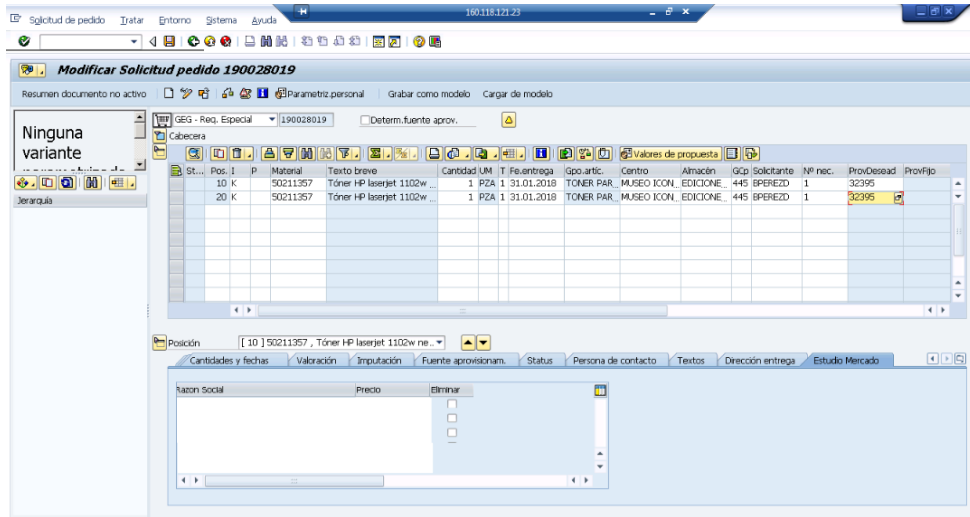 160.118.121.23
Solicitud de pedido Tratar Entorno Sistema Ayuda
Modificar Solicitud pedido 190028019
Resumen documento no activo Parametriz.personal Grabar como modelo Cargar de modelo
Ninguna
variante
Jerarquía
GEG - Req. Especial 190028019 Determ.fuente aprov.
Cabecera
Valores de propuesta
St... Pos. I P Material Texto breve Cantidad UM T Fe.entrega Gpo.artíc. Centro Almacén GCp Solicitante Nº nec. ProvDesead ProvFijo
10 K 50211357 Tóner HP laserjet 1102w ... 1 PZA 1 31.01.2018 TONER PAR... MUSEO ICON... EDICIONE... 445 BPEREZD 1 32395
20 K 50211357 Tóner HP laserjet 1102w ... 1 PZA 1 31.01.2018 TONER PAR... MUSEO ICON... EDICIONE... 445 BPEREZD 1 32395
Posición [ 10 ] 50211357 , Tóner HP laserjet 1102w ne..
Cantidades y fechas Valoración Imputación Fuente aprovisionam. Status Persona de contacto Textos Dirección entrega Estudio Mercado
Razon Social Precio Eliminar